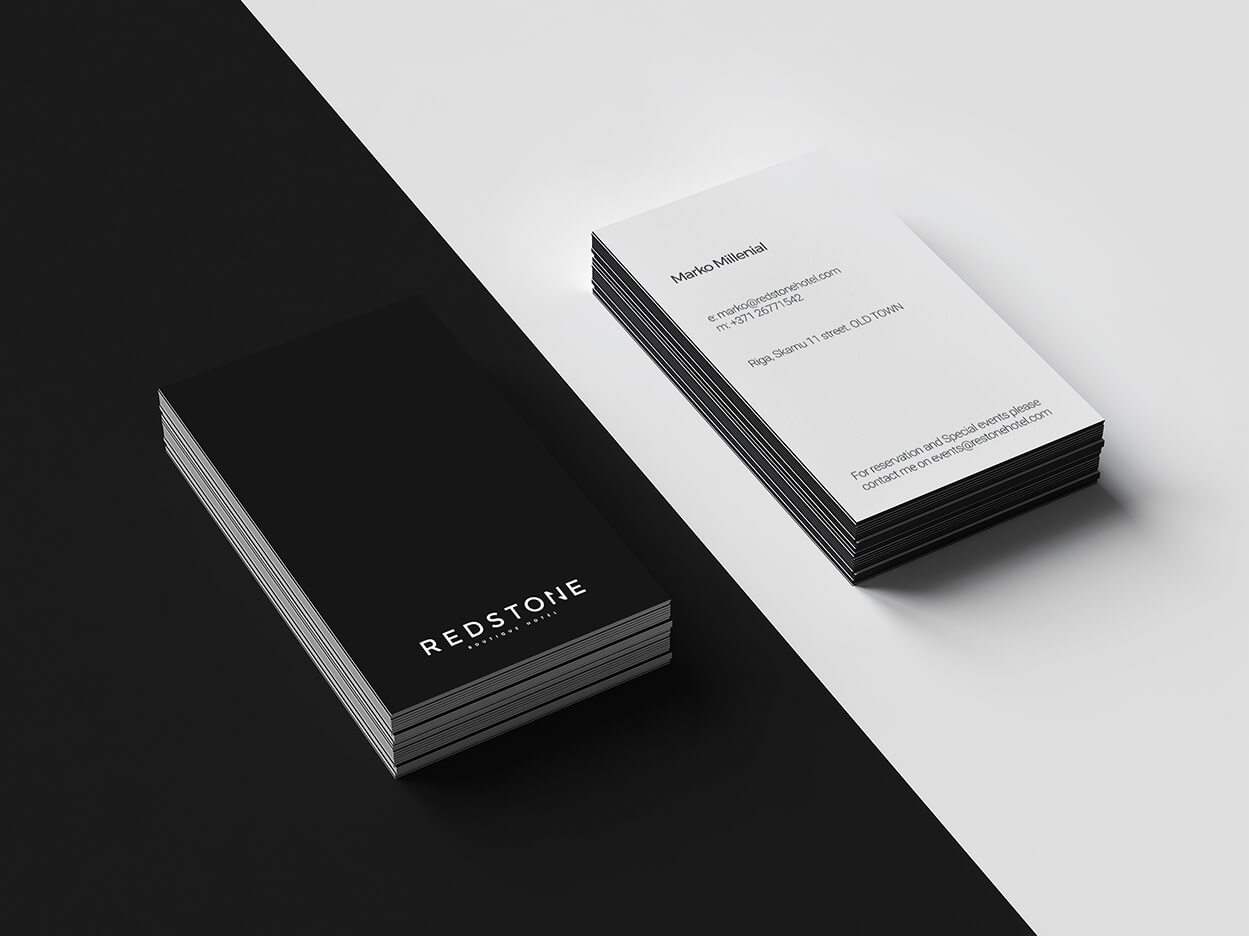 REDSTONE
BOUTIQUE HOTEL
Marko Millenial
e: marko@redstonehotel.com
m: +371 26771542
Riga, Skarnu 11 street. OLD TOWN
For reservation and Special events please
contact me on events@restonehotel.com